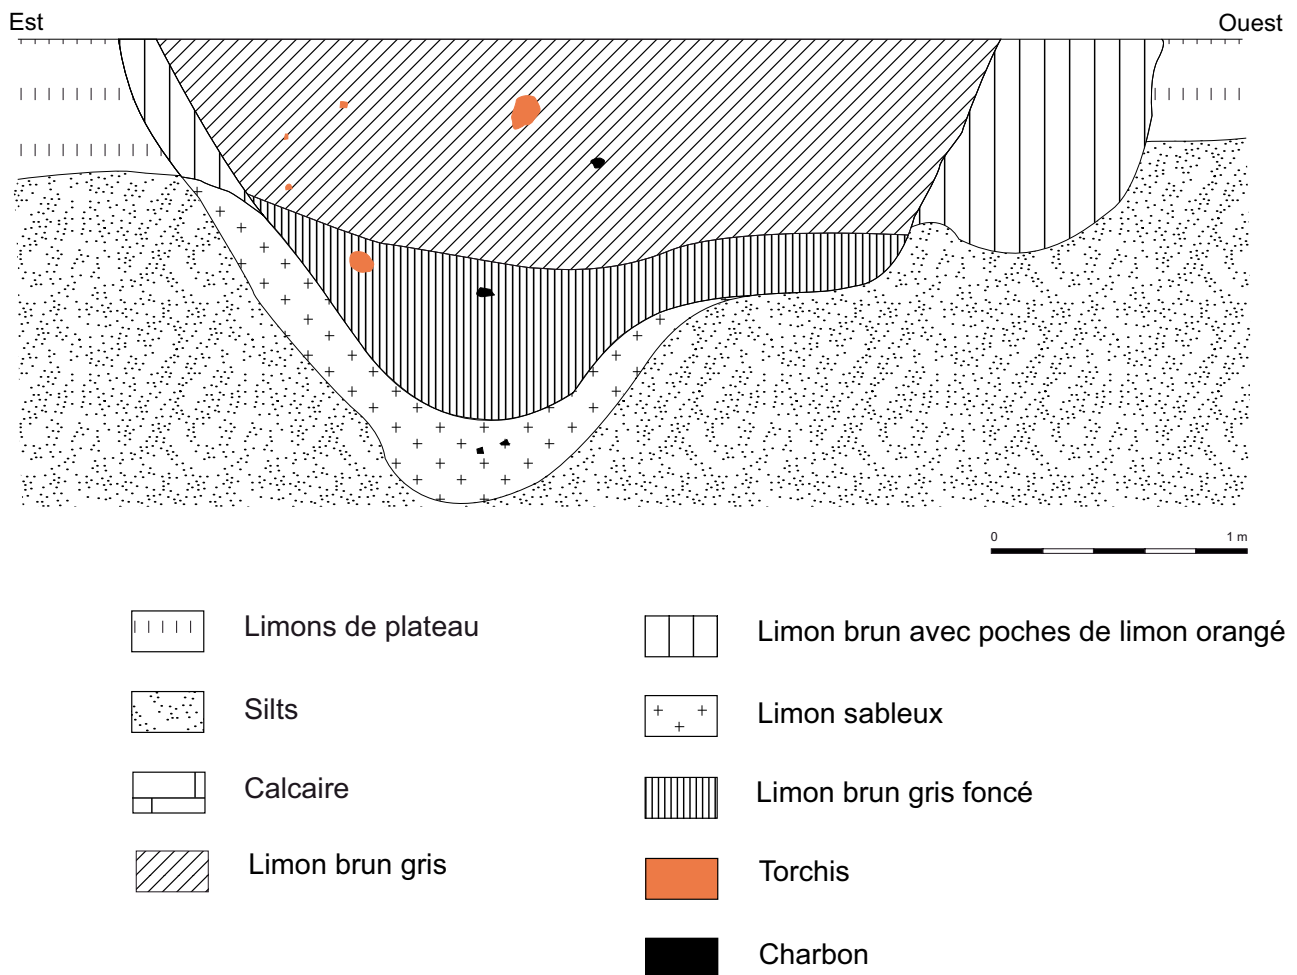 Est
Ouest
0
1 m
Limons de plateau
Silts
Calcaire
Limon brun gris
Limon brun avec poches de limon orangé
Limon sableux
Limon brun gris foncé
Torchis
Charbon